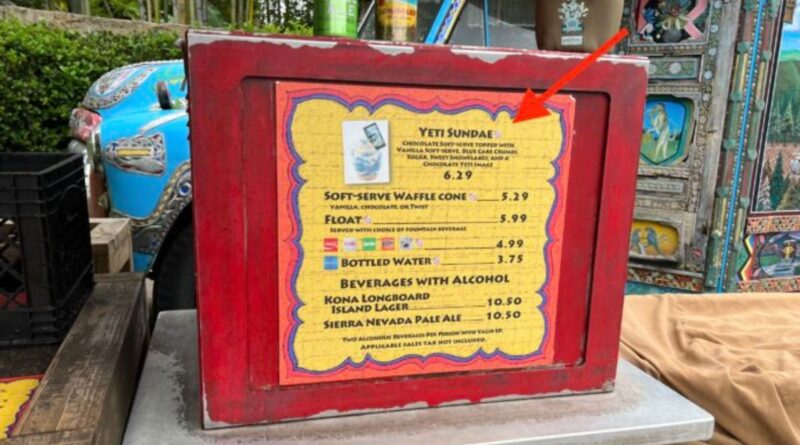 YETI SUNDAE
CHOCOLATE SOFT-SERVE TOPPED WITH
VANILLA SOFT-SERVE, BLUE CAKE CRUMBS,
SUGAR, SWEET SNOWFLAKES, AND A
CHOCOLATE YETI IMAGE
6.29
SOFT-SERVE WAFFLE CONE 5.29
VANILLA, CHOCOLATE, OR TWIST
FLOAT 5.99
SERVED WITH CHOICE OF FOUNTAIN BEVERAGE
4.99
BOTTLED WATER 3.75
BEVERAGES WITH ALCOHOL
KONA LONGBOARD
ISLAND LAGER 10.50
SIERRA NEVADA PALE ALE 10.50
TWO ALCOHOLIC BEVERAGES PER PERSON WITH VALID I.D.
APPLICABLE SALES TAX NOT INCLUDED.